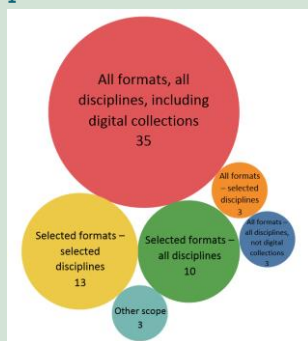 All formats, all
disciplines, including
digital collections
35
All formats
– selected
disciplines
3
All formats –
all disciplines,
not digital
collections
3
Selected formats –
selected
disciplines
13
Selected formats –
all disciplines
10
Other scope
3